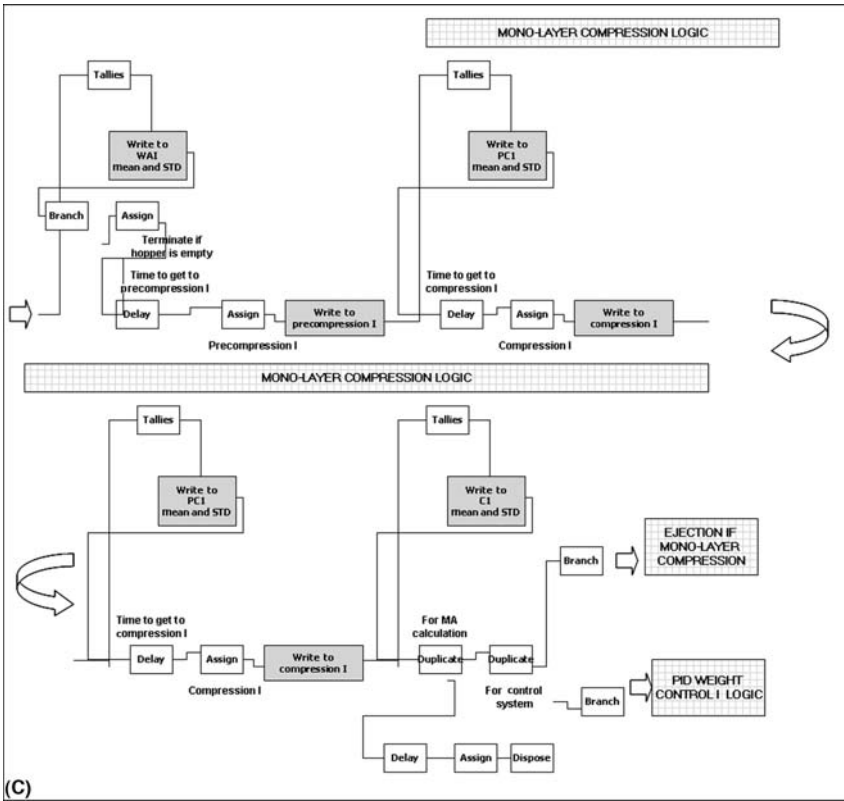 MONO-LAYER COMPRESSION LOGIC
Tallies
Tallies
Write to
WAI
mean and STD
Write to
PC1
mean and STD
Branch
Assign
Terminate if
hopper is empty
Time to get to
precompression I
Time to get to
compression I
Delay
Assign
Write to
precompression I
Delay
Assign
Write to
compression I
Precompression I
Compression I
MONO-LAYER COMPRESSION LOGIC
Tallies
Tallies
Write to
PC1
mean and STD
Write to
C1
mean and STD
EJECTION IF
MONO-LAYER
COMPRESSION
Branch
Time to get to
compression I
For MA
calculation
Delay
Assign
Write to
compression I
Duplicate
Duplicate
Compression I
For control
system
Branch
PID WEIGHT
CONTROL I LOGIC
Delay
Assign
Dispose
(C)